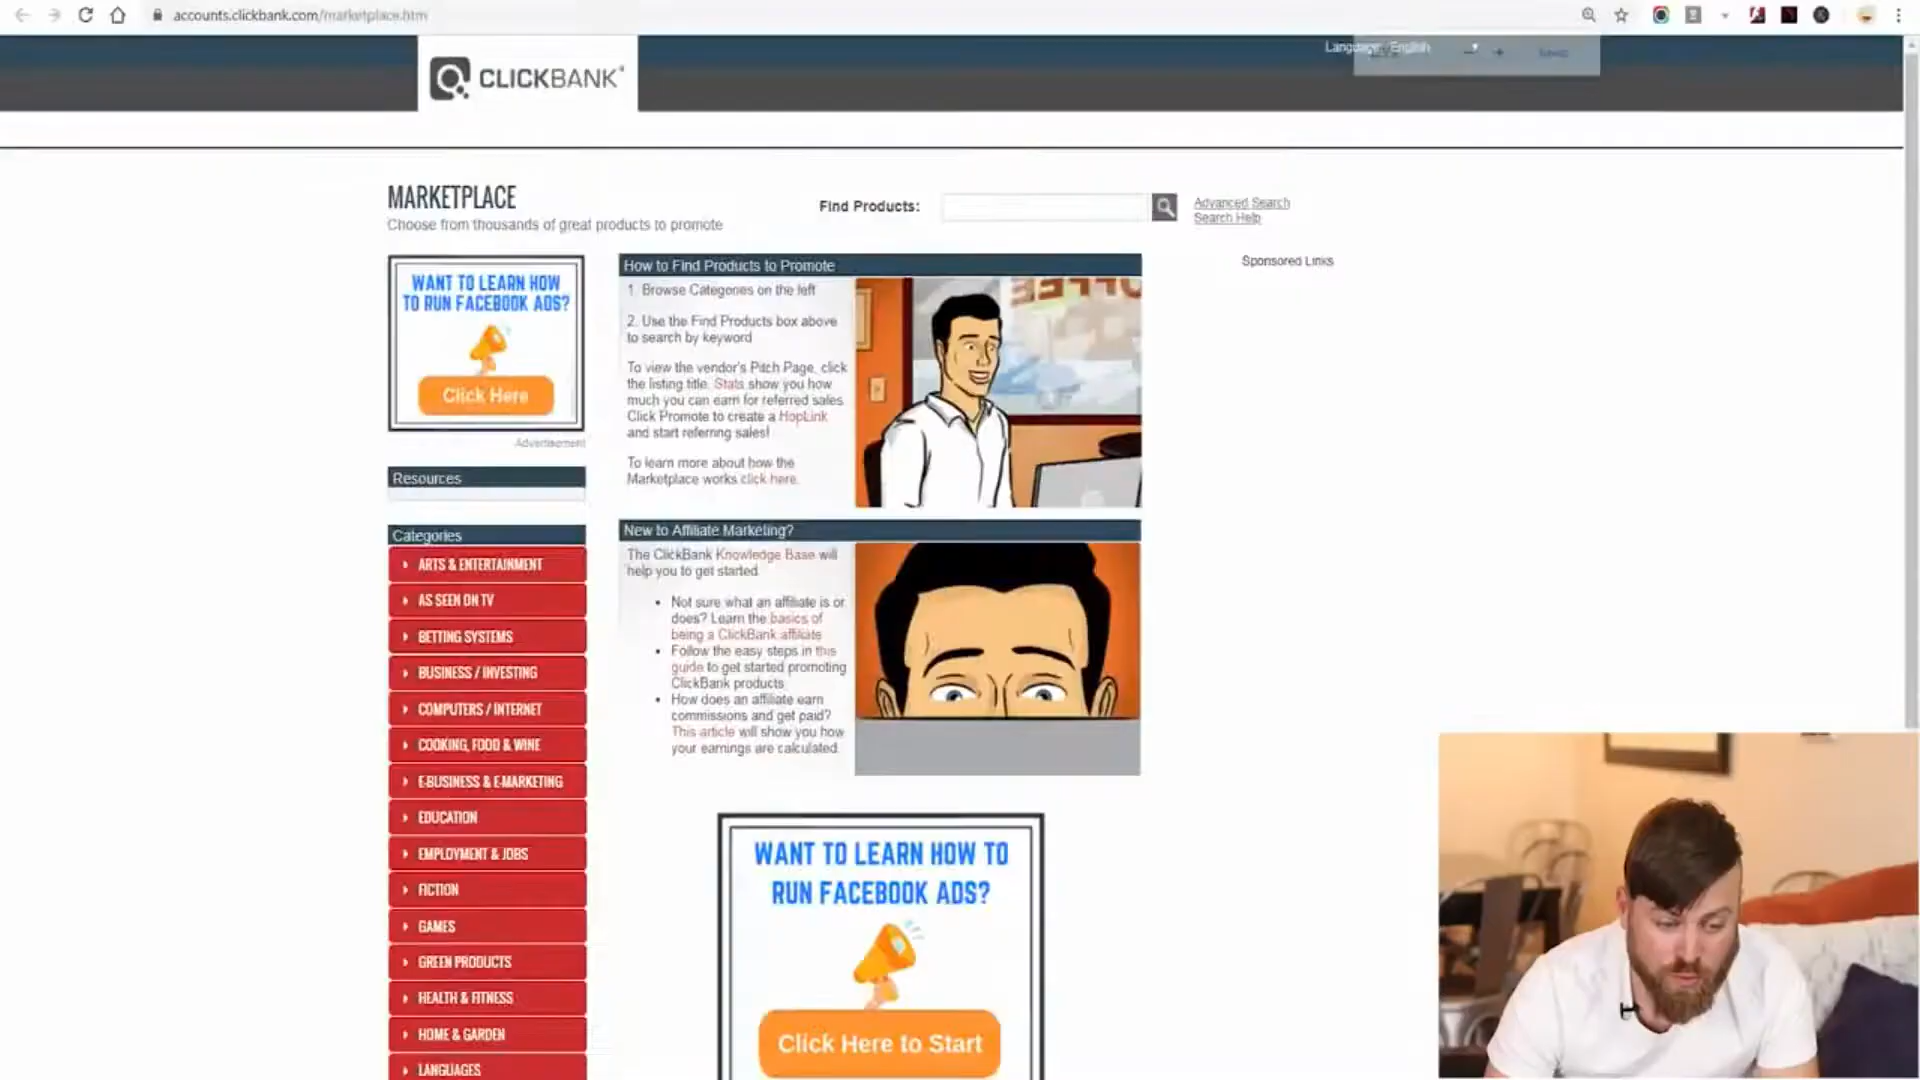 accounts.clickbank.com/marketplace.htm
Language: English
CLICKBANK
MARKETPLACE
Choose from thousands of great products to promote
Find Products:
Advanced Search
Search Help
WANT TO LEARN HOW
TO RUN FACEBOOK ADS?
Click Here
Advertisement
Resources
Categories
ARTS & ENTERTAINMENT
AS SEEN ON TV
BETTING SYSTEMS
BUSINESS / INVESTING
COMPUTERS / INTERNET
COOKING, FOOD & WINE
E-BUSINESS & E-MARKETING
EDUCATION
EMPLOYMENT & JOBS
FICTION
GAMES
GREEN PRODUCTS
HEALTH & FITNESS
HOME & GARDEN
LANGUAGES
How to Find Products to Promote
1. Browse Categories on the left
2. Use the Find Products box above
to search by keyword
To view the vendor's Pitch Page, click
the listing title. Stats show you how
much you can earn for referred sales.
Click Promote to create a HopLink
and start referring sales!
To learn more about how the
Marketplace works click here.
COFFEE
New to Affiliate Marketing?
The ClickBank Knowledge Base will
help you to get started.
• Not sure what an affiliate is or
does? Learn the basics of
being a ClickBank affiliate
• Follow the easy steps in this
guide to get started promoting
ClickBank products
• How does an affiliate earn
commissions and get paid?
This article will show you how
your earnings are calculated.
WANT TO LEARN HOW TO
RUN FACEBOOK ADS?
Click Here to Start
Sponsored Links